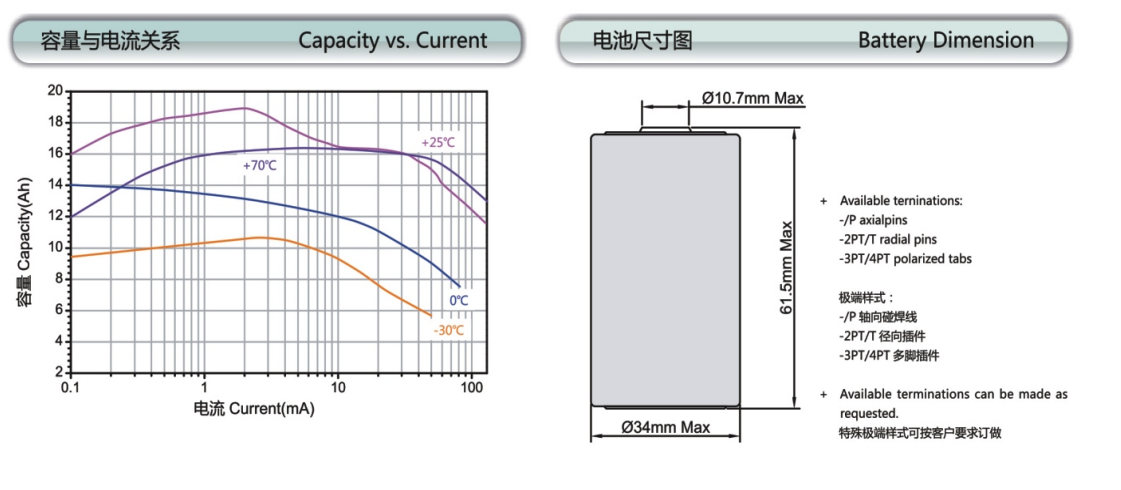 容量与电流关系 Capacity vs. Current
20
18
16
14
12
10
8
6
4
2
容量 Capacity(Ah)
+25℃
+70℃
0℃
-30℃
0.1 1 10 100
电流 Current(mA)
电池尺寸图 Battery Dimension
Ø10.7mm Max
61.5mm Max
Ø34mm Max
+ Available terninations:
-/P axialpins
-2PT/T radial pins
-3PT/4PT polarized tabs
极端样式：
-/P 轴向碰焊线
-2PT/T 径向插件
-3PT/4PT 多脚插件
+ Available terminations can be made as
requested.
特殊极端样式可按客户要求订做